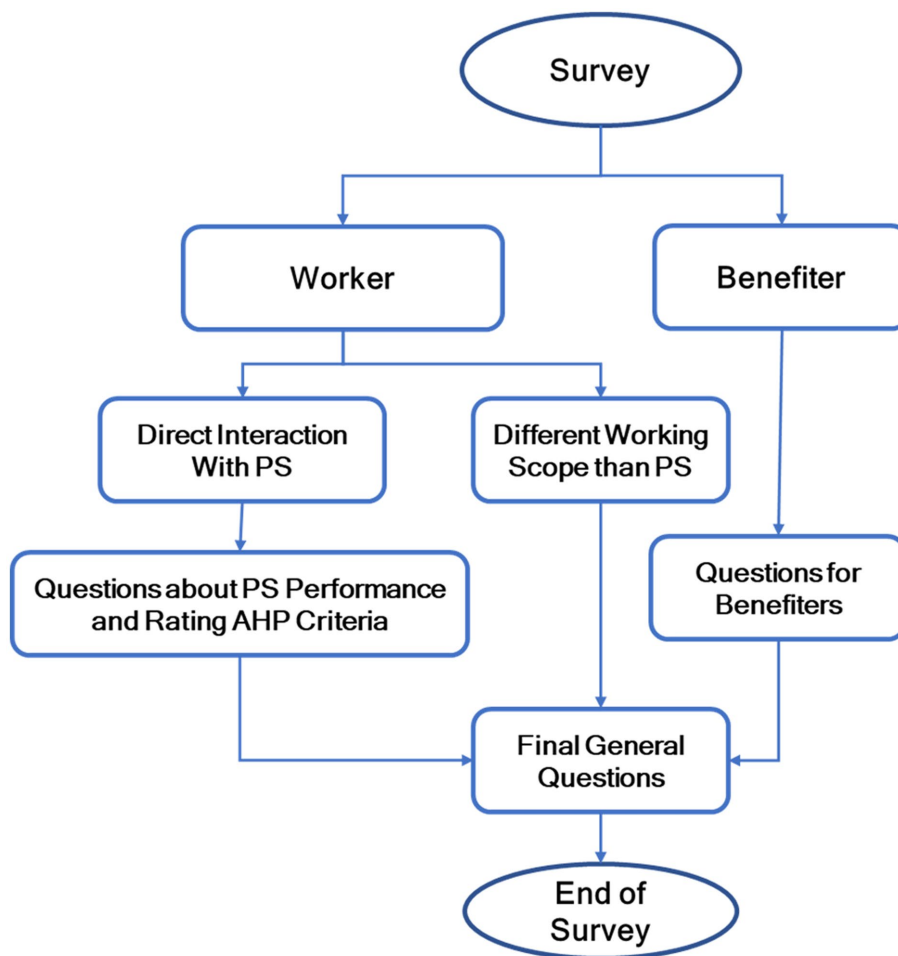 Survey
Worker
Benefiter
Direct Interaction
With PS
Different Working
Scope than PS
Questions about PS Performance
and Rating AHP Criteria
Questions for
Benefiters
Final General
Questions
End of
Survey